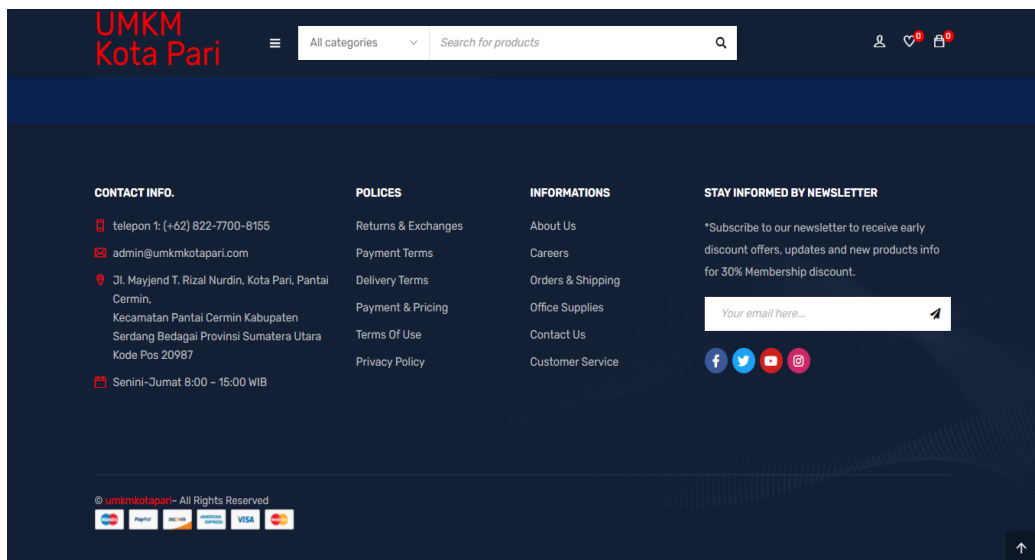 UMKM
Kota Pari
All categories
Search for products
0
0
CONTACT INFO.
telepon 1: (+62) 822-7700-8155
admin@umkmkotapari.com
Jl. Mayjend T. Rizal Nurdin, Kota Pari, Pantai
Cermin,
Kecamatan Pantai Cermin Kabupaten
Serdang Bedagai Provinsi Sumatera Utara
Kode Pos 20987
Senini-Jumat 8:00 – 15:00 WIB
POLICES
Returns & Exchanges
Payment Terms
Delivery Terms
Payment & Pricing
Terms Of Use
Privacy Policy
INFORMATIONS
About Us
Careers
Orders & Shipping
Office Supplies
Contact Us
Customer Service
STAY INFORMED BY NEWSLETTER
*Subscribe to our newsletter to receive early
discount offers, updates and new products info
for 30% Membership discount.
Your email here...
© umkmkotapari– All Rights Reserved
PayPal
DISCOVER
AMERICAN
EXPRESS
VISA